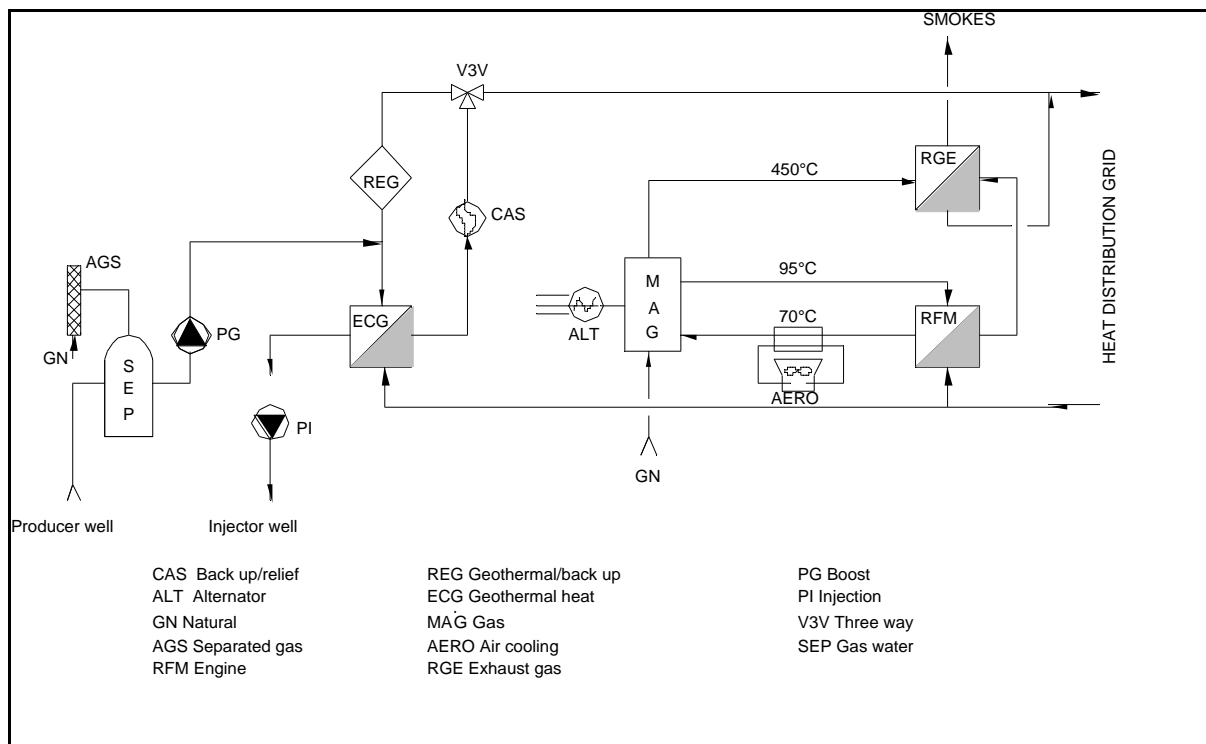 SMOKES
V3V
RGE
450°C
REG
CAS
HEAT DISTRIBUTION GRID
AGS
95°C
M
A
G
ALT
70°C
RFM
ECG
PG
GN
S
E
P
AERO
PI
GN
Producer well
Injector well
CAS Back up/relief
REG Geothermal/back up
PG Boost
ALT Alternator
ECG Geothermal heat
PI Injection
GN Natural
MAG Gas
V3V Three way
AGS Separated gas
AERO Air cooling
SEP Gas water
RFM Engine
RGE Exhaust gas